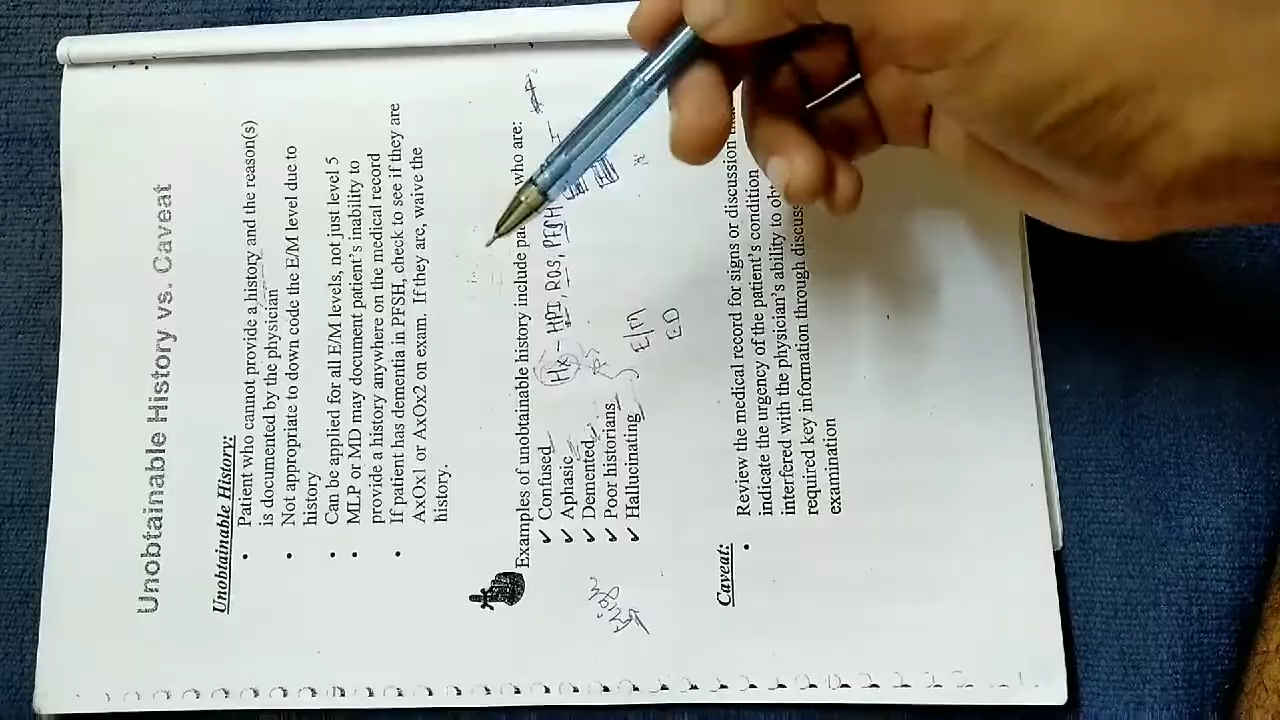 Unobtainable History vs. Caveat
Unobtainable History:
• Patient who cannot provide a history and the reason(s)
is documented by the physician
• Not appropriate to down code the E/M level due to
history
• Can be applied for all E/M levels, not just level 5
• MLP or MD may document patient's inability to
provide a history anywhere on the medical record
• If patient has dementia in PFSH, check to see if they are
AxOx1 or AxOx2 on exam. If they are, waive the
history.
Examples of unobtainable history include who are:
✔ Confused
✔ Aphasic
✔ Demented
✔ Poor historians
✔ Hallucinating
Hx - HPI, ROS, PFSH
E/M
ED
Caveat:
• Review the medical record for signs or discussion
indicate the urgency of the patient's condition
interfered with the physician's ability to
required key information through
examination